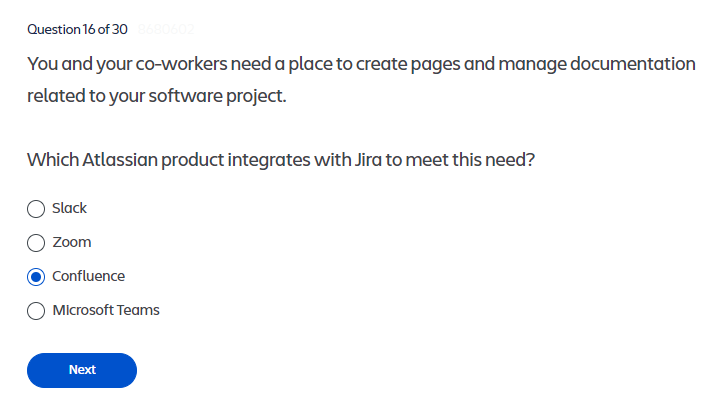 Question 16 of 30
You and your co-workers need a place to create pages and manage documentation
related to your software project.
Which Atlassian product integrates with Jira to meet this need?
Slack
Zoom
Confluence
Microsoft Teams
Next